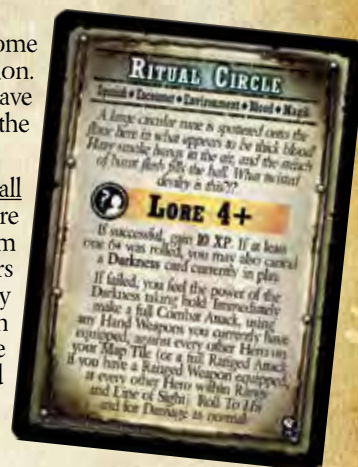 ome
ion.
ave
the
all
re
m
rs
y
n
e
d
RITUAL CIRCLE
Spanish ♦ Encounter ♦ Environment ♦ Blood ♦ Magik
A large circular rune is spattered onto the
floor here in what appears to be thick blood.
Hazy smoke hangs in the air, and the stench
of burnt flesh fills the hall. What twisted
devilry is this?!?
LORE 4+
If successful, gain 10 XP. If at least
one 6+ was rolled, you may also cancel
a Darkness card currently in play.
If failed, you feel the power of the
Darkness taking hold. Immediately
make a full Combat Attack, using
any Hand Weapons you currently have
equipped, against every other Hero on
your Map Tile (or a full Ranged Attack
if you have a Ranged Weapon equipped,
at every other Hero within Range
and Line of Sight). Roll To Hit
and for Damage as normal.